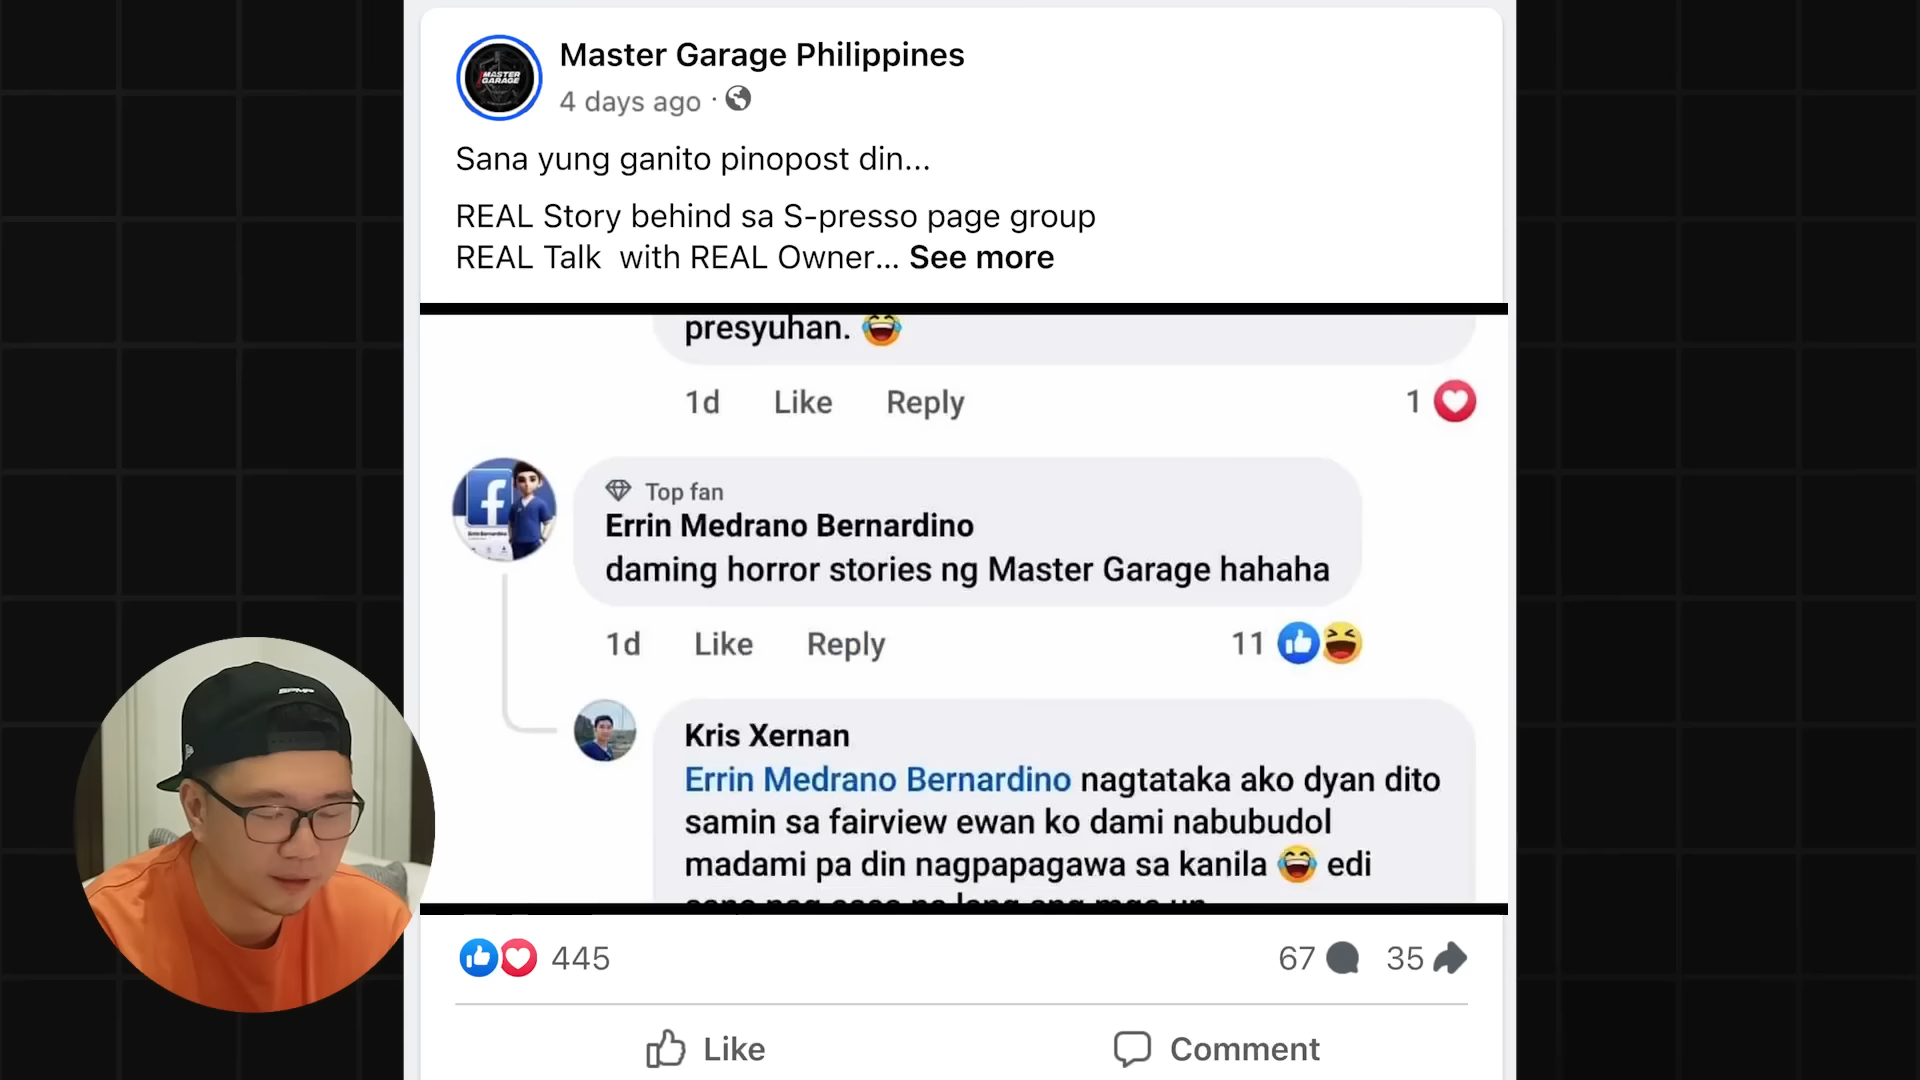 Master Garage Philippines
MASTER
GARAGE
4 days ago ·
Sana yung ganito pinopost din...
REAL Story behind sa S-presso page group
REAL Talk with REAL Owner... See more
presyuhan. 😂
1d Like Reply 1
Top fan
Errin Medrano Bernardino
daming horror stories ng Master Garage hahaha
1d Like Reply 11
Kris Xernan
Errin Medrano Bernardino nagtataka ako dyan dito
samin sa fairview ewan ko dami nabubudol
madami pa din nagpapagawa sa kanila 😂 edi
445 67 35
Like Comment